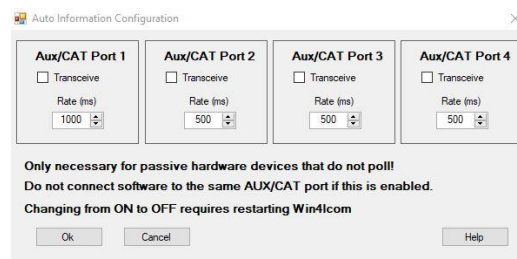 Auto Information Configuration
Aux/CAT Port 1 Aux/CAT Port 2 Aux/CAT Port 3 Aux/CAT Port 4
Transceive Transceive Transceive Transceive
Rate (ms) Rate (ms) Rate (ms) Rate (ms)
1000 500 500 500
Only necessary for passive hardware devices that do not poll!
Do not connect software to the same AUX/CAT port if this is enabled.
Changing from ON to OFF requires restarting Win4Icom
Ok Cancel Help